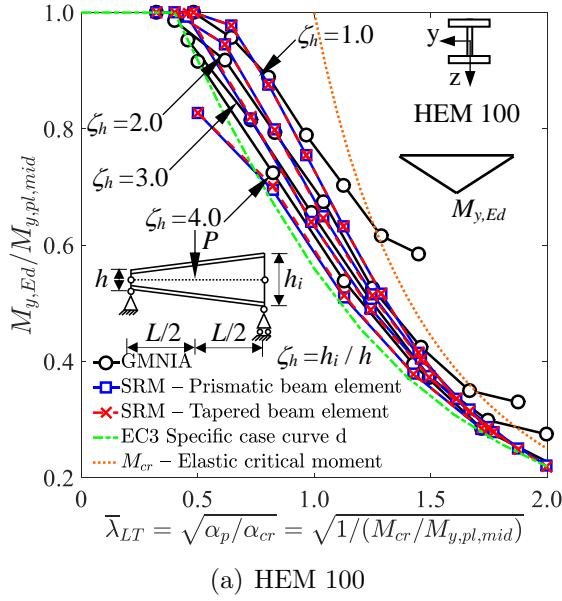 1.0
0.8
0.6
0.4
0.2
0
0.5
1.0
1.5
2.0
M_{y,Ed}/M_{y,pl,mid}
ζ_h=1.0
ζ_h=2.0
ζ_h=3.0
ζ_h=4.0
y
z
HEM 100
M_{y,Ed}
P
h
h_i
L/2
L/2
ζ_h=h_i / h
GMNIA
SRM – Prismatic beam element
SRM – Tapered beam element
EC3 Specific case curve d
M_{cr} – Elastic critical moment
λ̅_{LT} = √(α_p/α_{cr}) = √(1/(M_{cr}/M_{y,pl,mid}))
(a) HEM 100